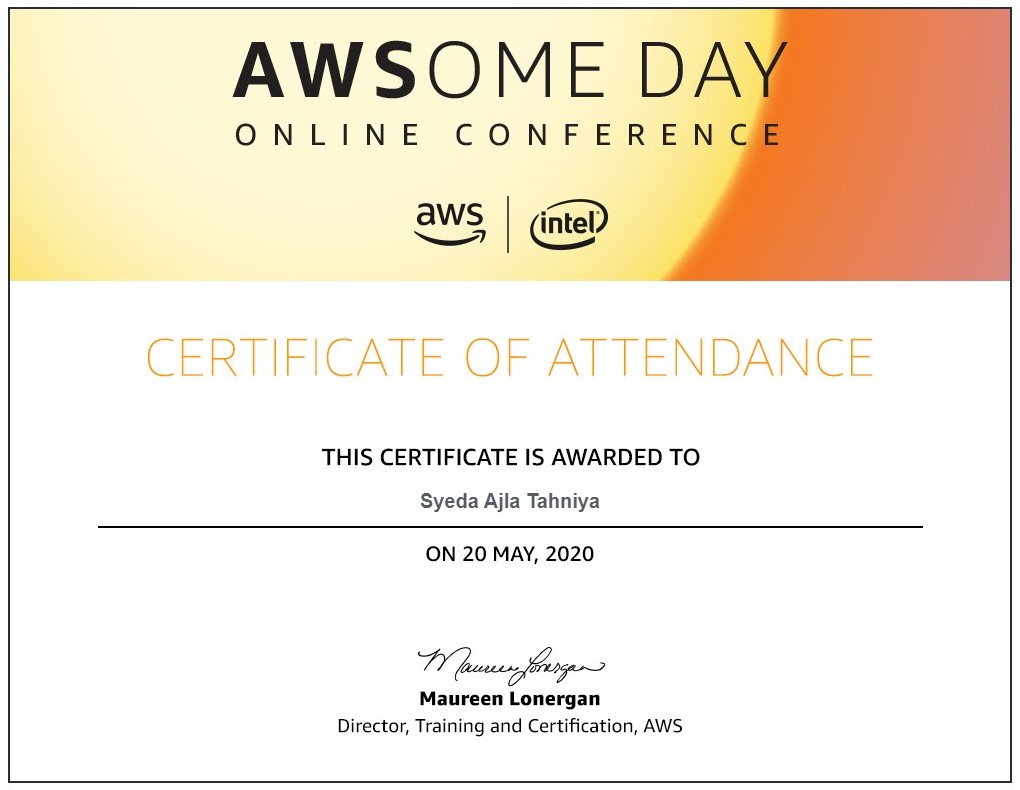 AWSOME DAY
ONLINE CONFERENCE
aws
intel
CERTIFICATE OF ATTENDANCE
THIS CERTIFICATE IS AWARDED TO
Syeda Ajla Tahniya
ON 20 MAY, 2020
Maureen Lonergan
Maureen Lonergan
Director, Training and Certification, AWS